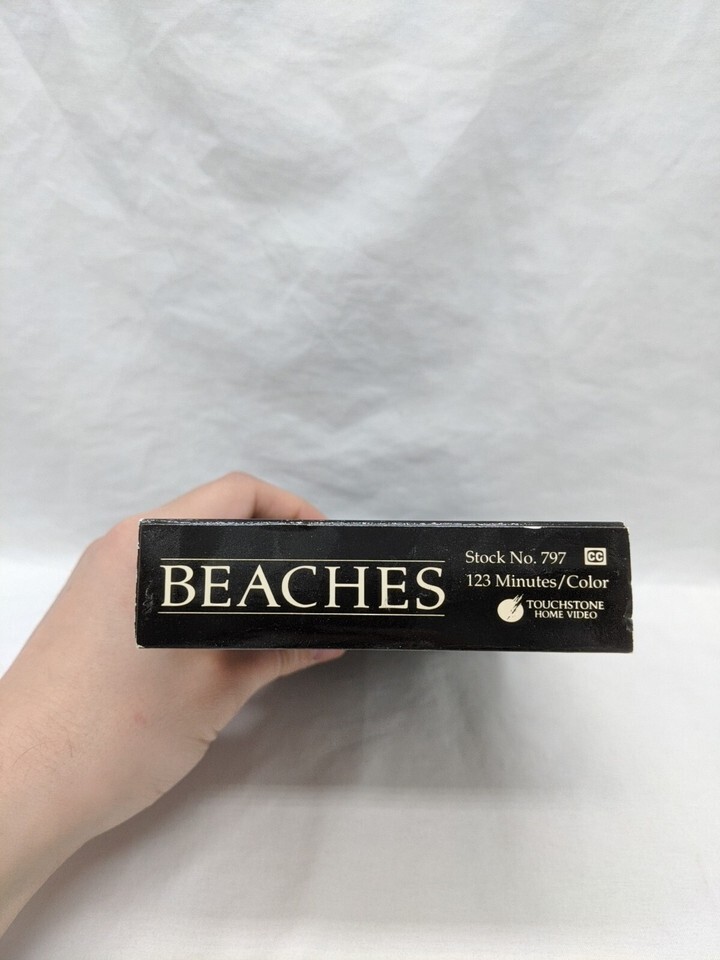 BEACHES
Stock No. 797 CC
123 Minutes/Color
TOUCHSTONE
HOME VIDEO